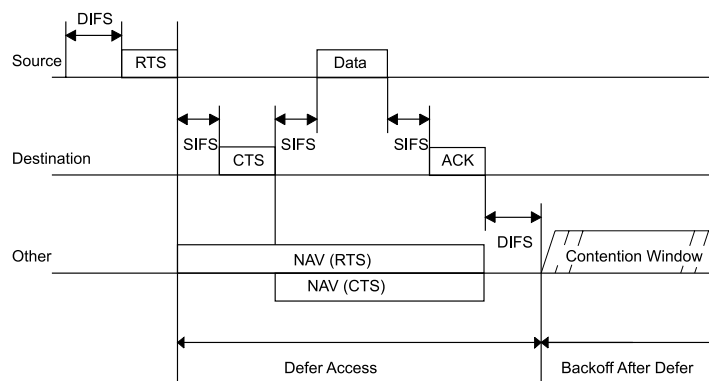 DIFS
Source
RTS
Data
SIFS
SIFS
SIFS
Destination
CTS
ACK
DIFS
Other
NAV (RTS)
Contention Window
NAV (CTS)
Defer Access
Backoff After Defer